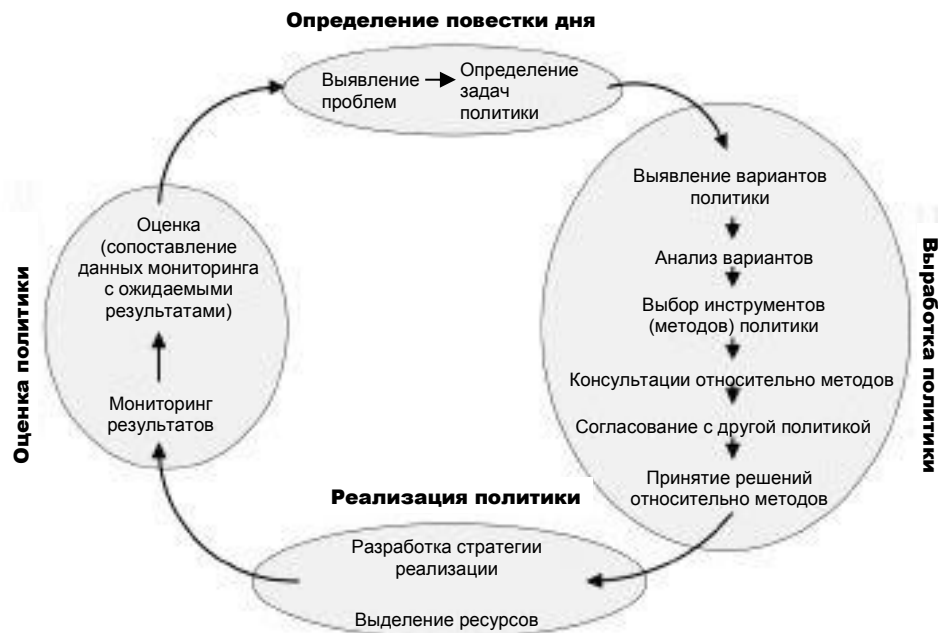 Определение повестки дня
Выявление
проблем
Определение
задач
политики
Выработка политики
Выявление вариантов
политики
Анализ вариантов
Выбор инструментов
(методов) политики
Консультации относительно методов
Согласование с другой политикой
Принятие решений
относительно методов
Реализация политики
Разработка стратегии
реализации
Выделение ресурсов
Оценка политики
Оценка
(сопоставление
данных мониторинга
с ожидаемыми
результатами)
Мониторинг
результатов